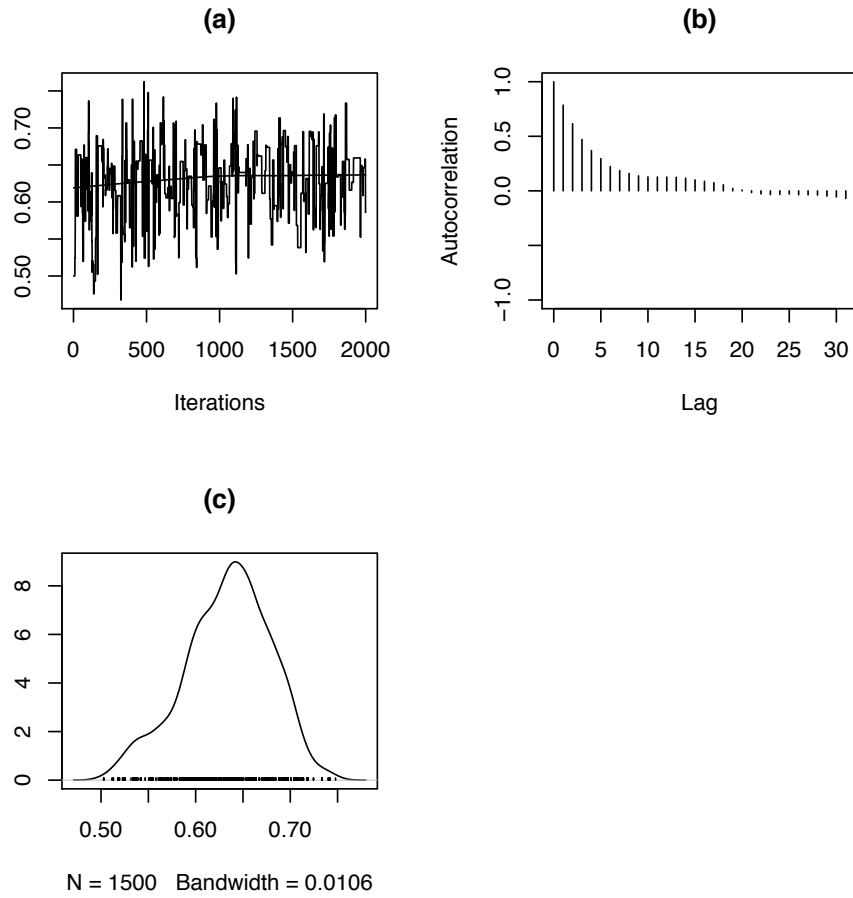 (a)
0.70
0.60
0.50
0 500 1000 1500 2000
Iterations
(b)
1.0
0.5
0.0
−1.0
Autocorrelation
0 5 10 15 20 25 30
Lag
(c)
8
6
4
2
0
0.50 0.60 0.70
N = 1500 Bandwidth = 0.0106